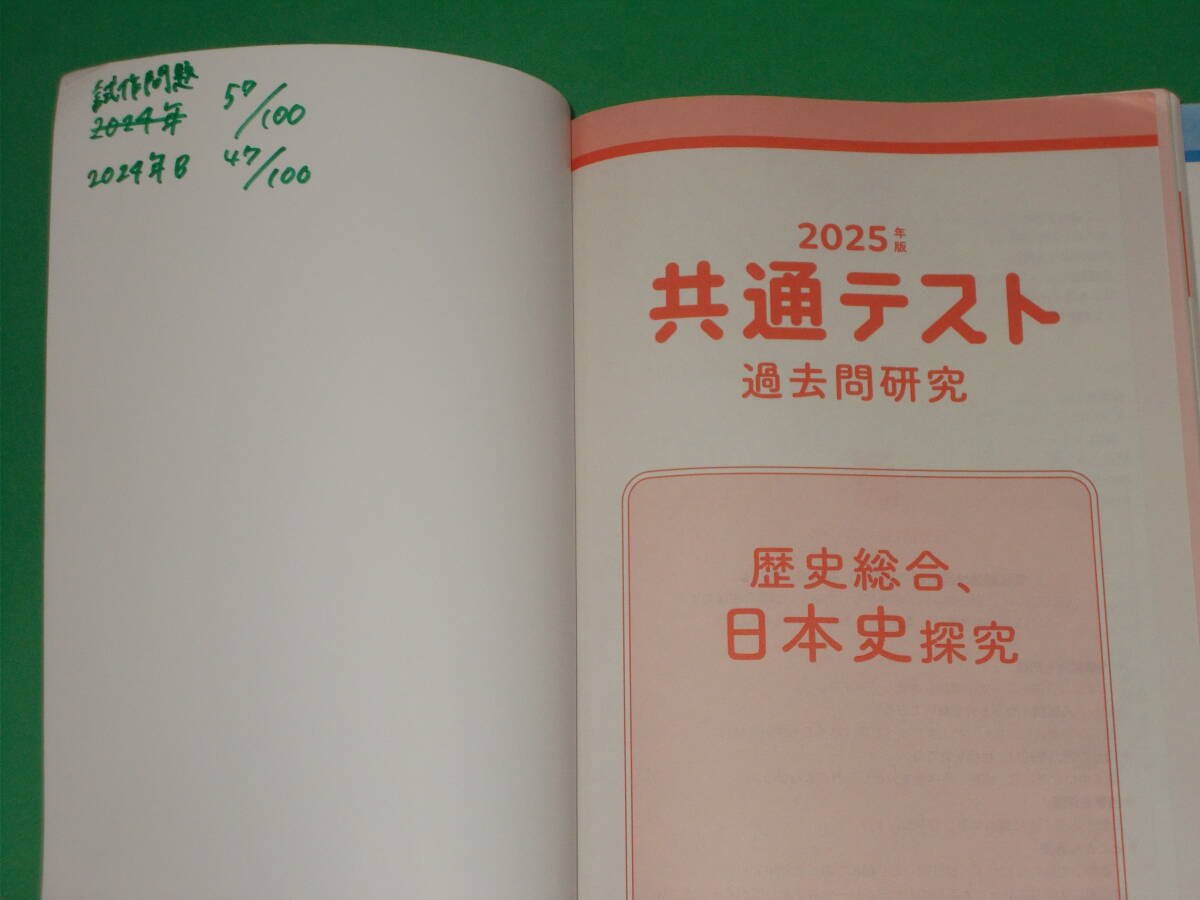 試作問題
2024年 57/100
2024年B 47/100
2025年版
共通テスト
過去問研究
歴史総合、
日本史探究